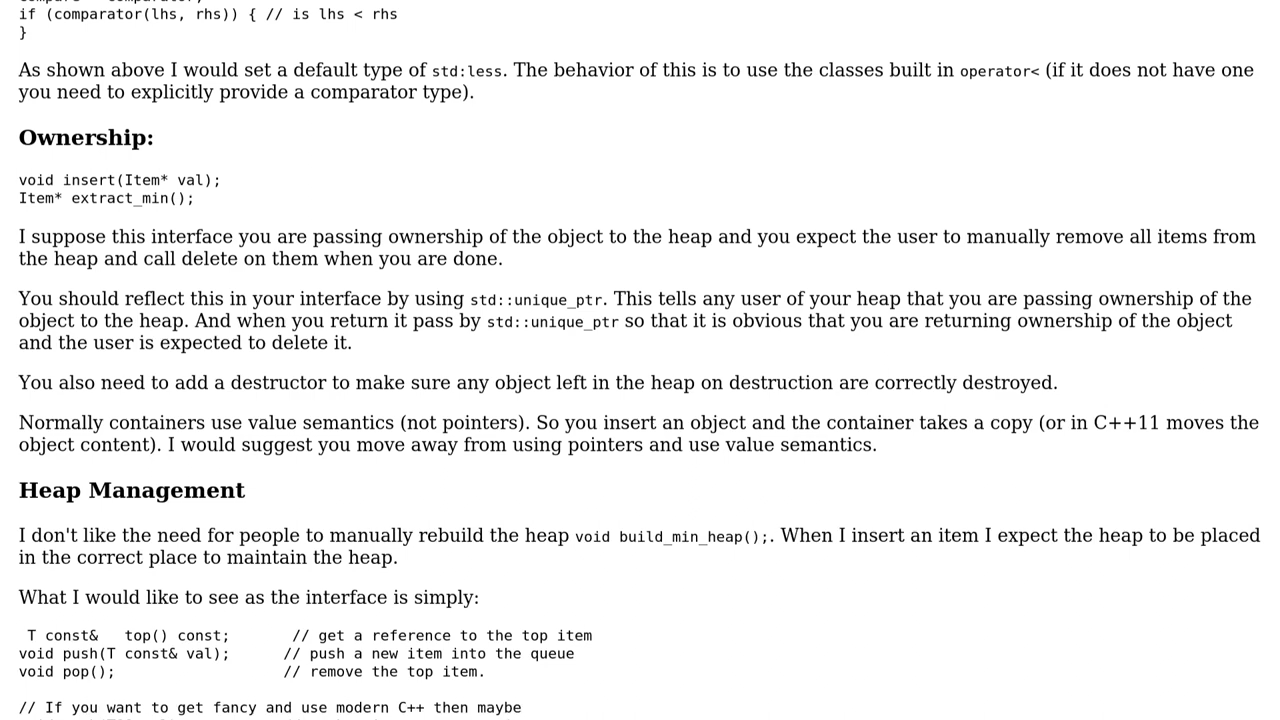 if (comparator(lhs, rhs)) { // is lhs < rhs
}
As shown above I would set a default type of std:less. The behavior of this is to use the classes built in operator< (if it does not have one
you need to explicitly provide a comparator type).
Ownership:
void insert(Item* val);
Item* extract_min();
I suppose this interface you are passing ownership of the object to the heap and you expect the user to manually remove all items from
the heap and call delete on them when you are done.
You should reflect this in your interface by using std::unique_ptr. This tells any user of your heap that you are passing ownership of the
object to the heap. And when you return it pass by std::unique_ptr so that it is obvious that you are returning ownership of the object
and the user is expected to delete it.
You also need to add a destructor to make sure any object left in the heap on destruction are correctly destroyed.
Normally containers use value semantics (not pointers). So you insert an object and the container takes a copy (or in C++11 moves the
object content). I would suggest you move away from using pointers and use value semantics.
Heap Management
I don't like the need for people to manually rebuild the heap void build_min_heap();. When I insert an item I expect the heap to be placed
in the correct place to maintain the heap.
What I would like to see as the interface is simply:
T const&   top() const;       // get a reference to the top item
void push(T const& val);      // push a new item into the queue
void pop();                   // remove the top item.
// If you want to get fancy and use modern C++ then maybe